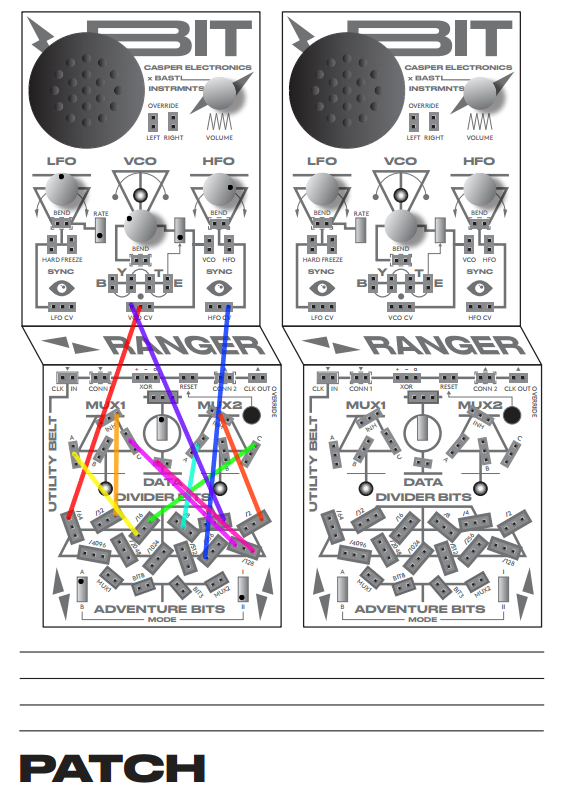 BIT BIT
CASPER ELECTRONICS CASPER ELECTRONICS
× BASTL × BASTL
INSTRMNTS INSTRMNTS
OVERRIDE OVERRIDE
LEFT RIGHT VOLUME LEFT RIGHT VOLUME
LFO VCO HFO LFO VCO HFO
BEND RATE BEND BEND RATE BEND
BEND BEND
HARD FREEZE VCO HFO HARD FREEZE VCO HFO
SYNC SYNC SYNC SYNC
B Y T E B Y T E
LFO CV VCO CV HFO CV LFO CV VCO CV HFO CV
RANGER RANGER
CLK IN CONN 1 XOR RESET CONN 2 CLK OUT OVERRIDE CLK IN CONN 1 XOR RESET CONN 2 CLK OUT OVERRIDE
MUX1 MUX2 MUX1 MUX2
INH INH INH INH
A B C A B C A B C A B C
UTILITY BELT UTILITY BELT
DATA DATA
DIVIDER BITS DIVIDER BITS
/64 /32 /16 /8 /4 /2 /64 /32 /16 /8 /4 /2
/4096 /2048 /1024 /512 /256 /128 /4096 /2048 /1024 /512 /256 /128
A B MUX1 BIT8 BIT3 MUX2 I II A B MUX1 BIT8 BIT3 MUX2 I II
ADVENTURE BITS ADVENTURE BITS
MODE MODE
PATCH